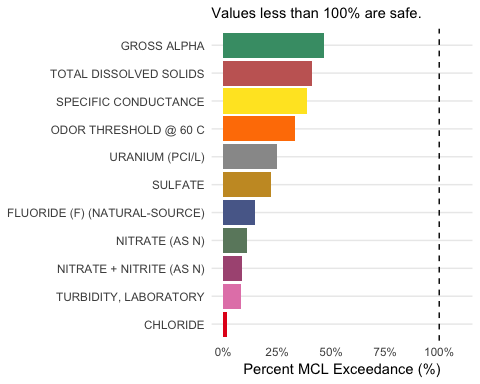 Values less than 100% are safe.
GROSS ALPHA
TOTAL DISSOLVED SOLIDS
SPECIFIC CONDUCTANCE
ODOR THRESHOLD @ 60 C
URANIUM (PCI/L)
SULFATE
FLUORIDE (F) (NATURAL-SOURCE)
NITRATE (AS N)
NITRATE + NITRITE (AS N)
TURBIDITY, LABORATORY
CHLORIDE
0% 25% 50% 75% 100%
Percent MCL Exceedance (%)